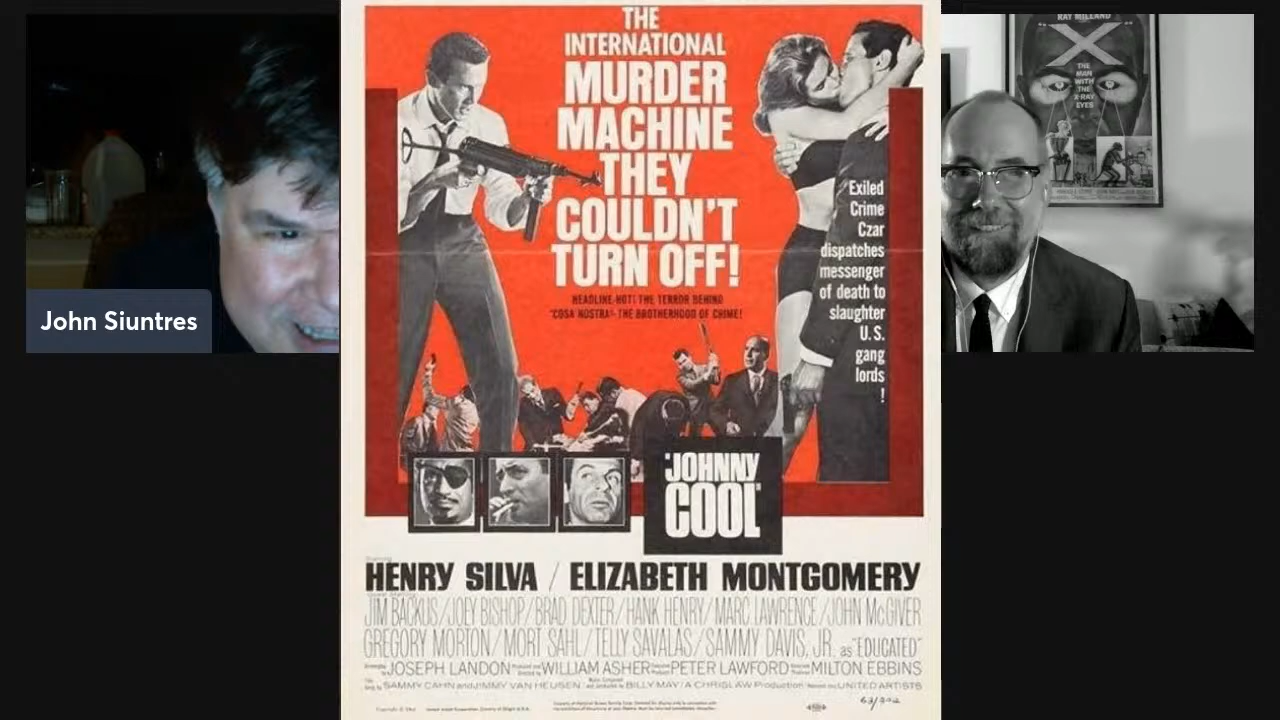 John Siuntres
THE
INTERNATIONAL
MURDER
MACHINE
THEY
COULDN'T
TURN OFF!
HEADLINE-HOT! THE TERROR BEHIND
"COSA NOSTRA"-THE BROTHERHOOD OF CRIME!
Exiled
Crime
Czar
dispatches
messenger
of death to
slaughter
U.S.
gang
lords
!
"JOHNNY
COOL"
HENRY SILVA / ELIZABETH MONTGOMERY
JIM BACKUS/JOEY BISHOP/BRAD DEXTER/HANK HENRY/MARC LAWRENCE/JOHN McGIVER
GREGORY MORTON/MORT SAHL/TELLY SAVALAS/SAMMY DAVIS, JR. as "EDUCATED"
JOSEPH LANDON WILLIAM ASHER PETER LAWFORD MILTON EBBINS
SAMMY CAHN and JIMMY VAN HEUSEN BILLY MAY/A CHRISLAW Production/ UNITED ARTISTS
63/302
RAY MILLAND
X
THE
MAN
WITH
THE
X-RAY
EYES